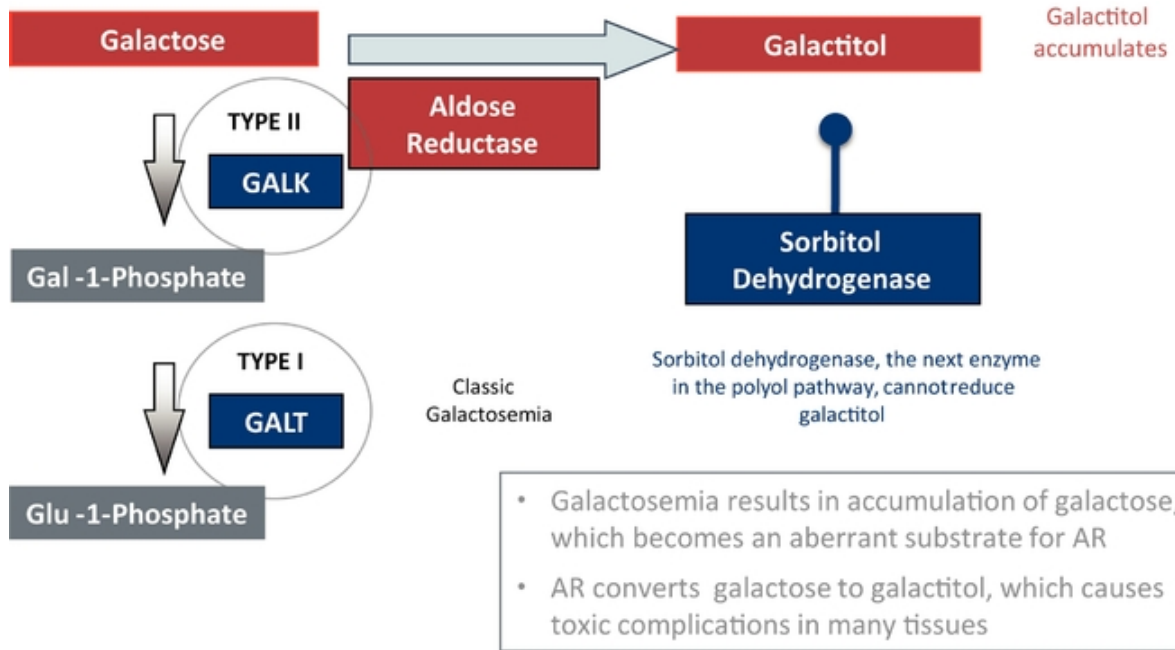 Galactose
Galactitol
Galactitol
accumulates
Aldose
Reductase
TYPE II
GALK
Gal -1-Phosphate
Sorbitol
Dehydrogenase
TYPE I
GALT
Classic
Galactosemia
Sorbitol dehydrogenase, the next enzyme
in the polyol pathway, cannotreduce
galactitol
Glu -1-Phosphate
• Galactosemia results in accumulation of galactose,
which becomes an aberrant substrate for AR
• AR converts galactose to galactitol, which causes
toxic complications in many tissues